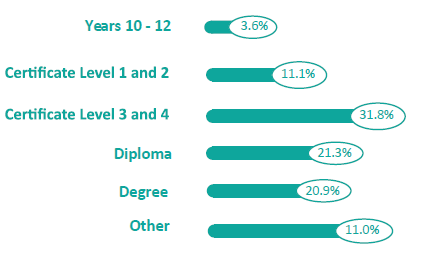 Years 10 - 12 3.6%
Certificate Level 1 and 2 11.1%
Certificate Level 3 and 4 31.8%
Diploma 21.3%
Degree 20.9%
Other 11.0%